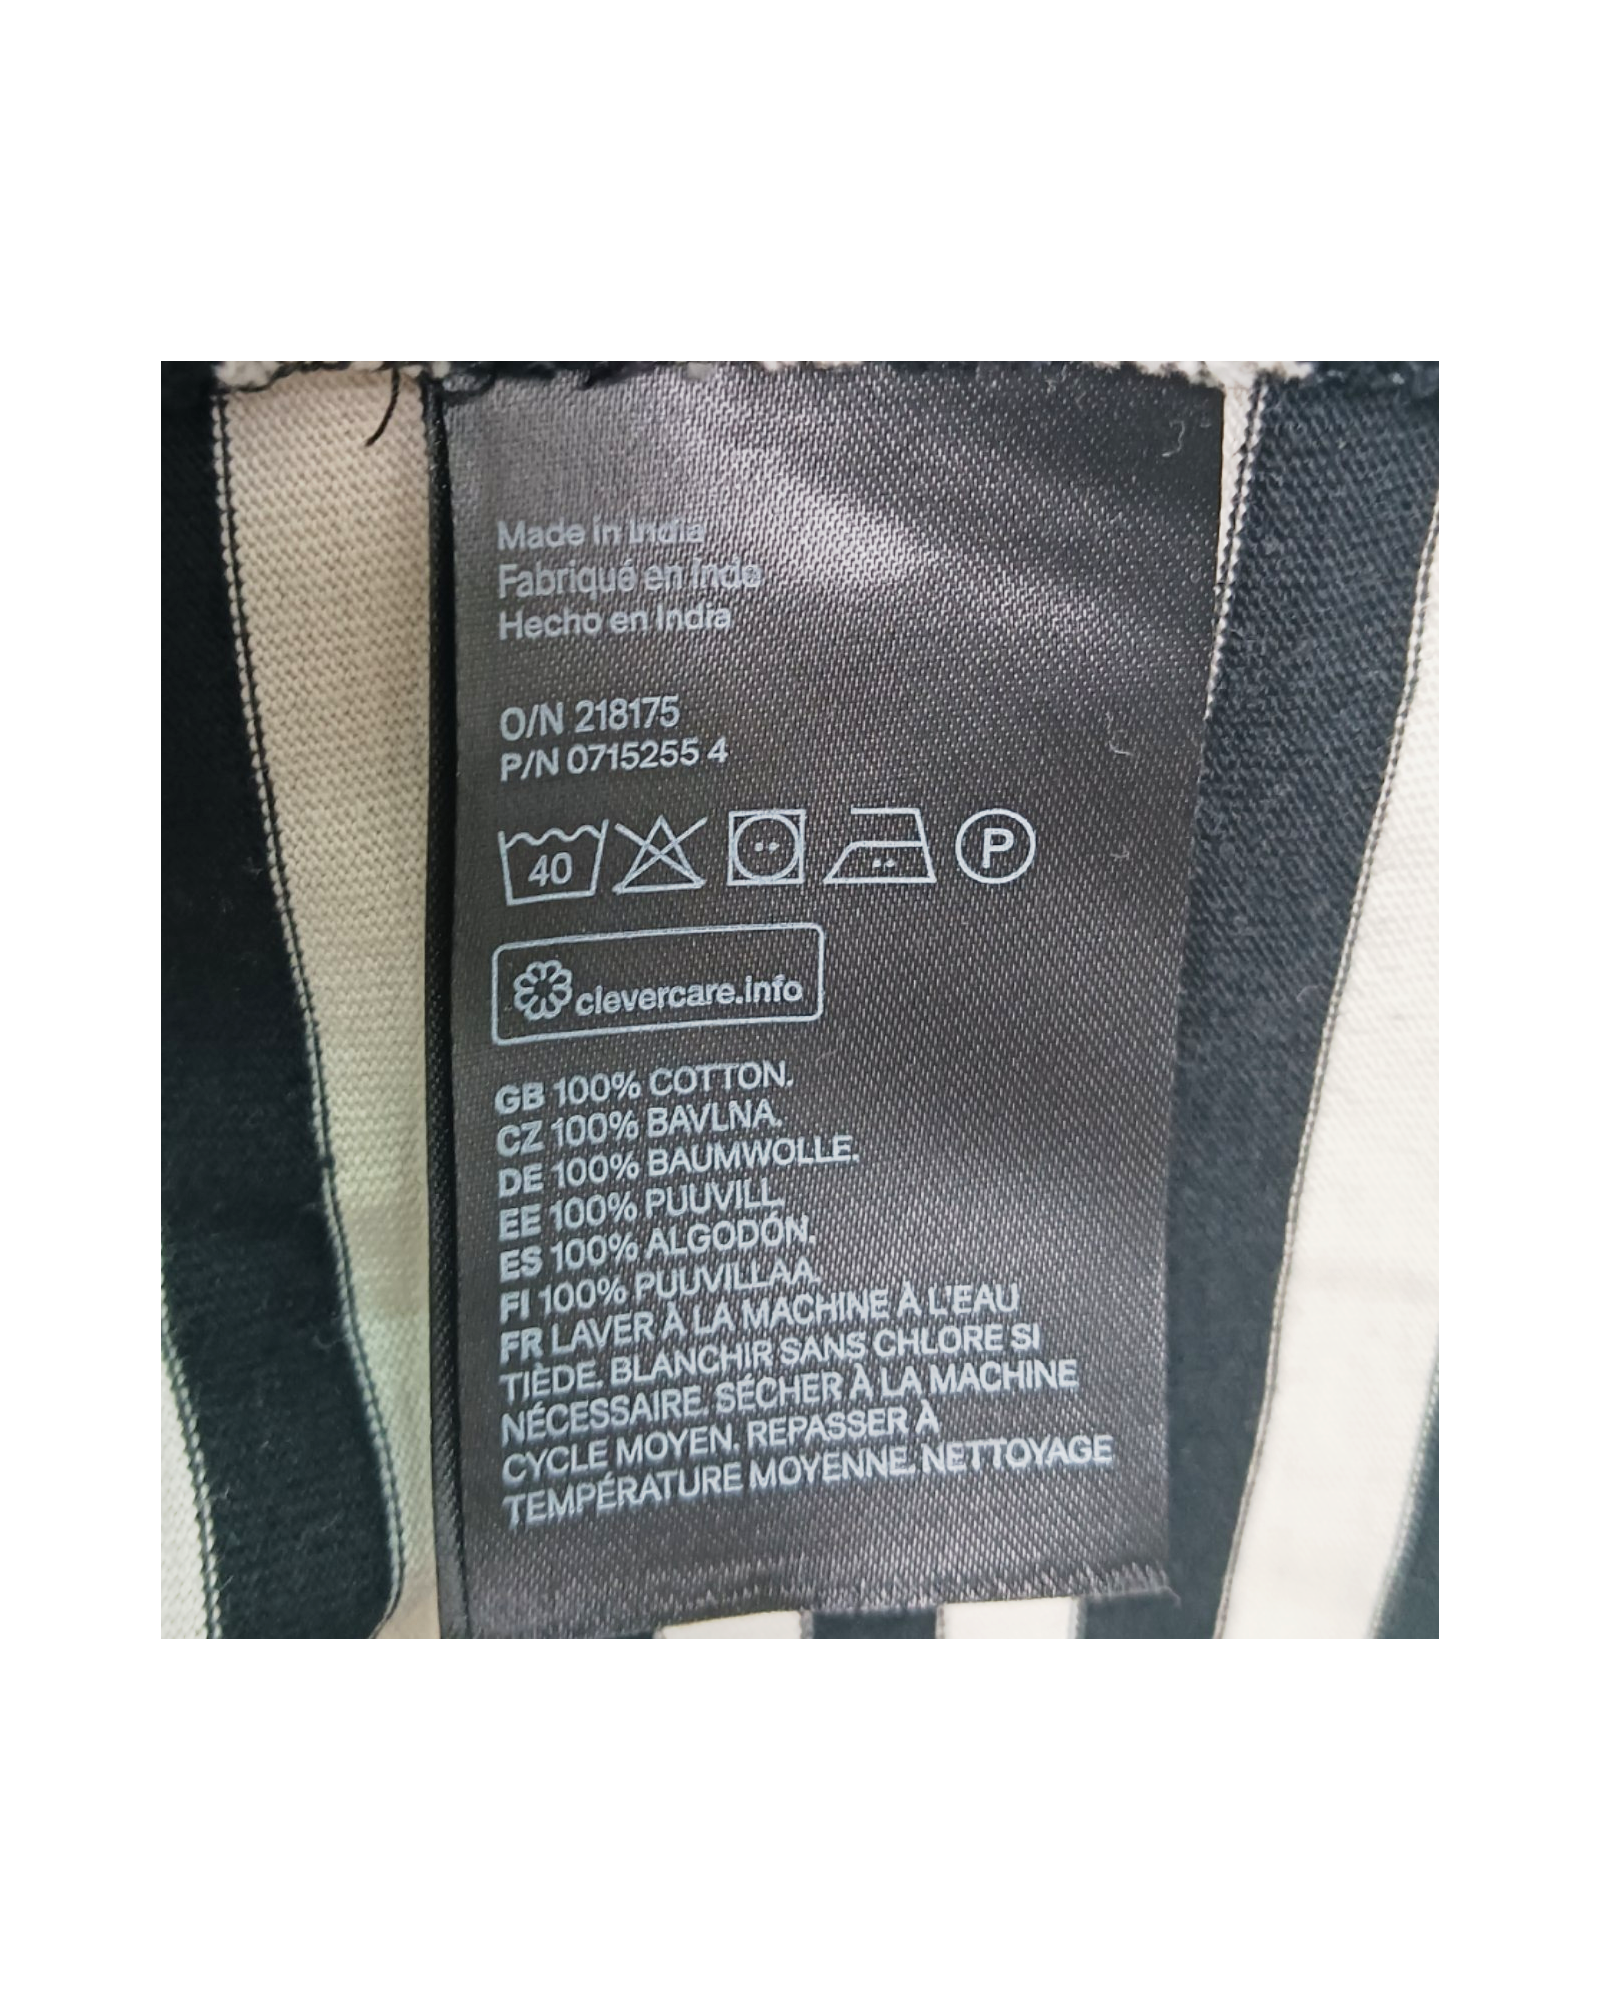 Made in India
Fabriqué en Inde
Hecho en India
O/N 218175
P/N 0715255 4
40
P
clevercare.info
GB 100% COTTON.
CZ 100% BAVLNA.
DE 100% BAUMWOLLE.
EE 100% PUUVILL.
ES 100% ALGODÓN.
FI 100% PUUVILLAA.
FR LAVER À LA MACHINE À L'EAU
TIÈDE. BLANCHIR SANS CHLORE SI
NÉCESSAIRE. SÉCHER À LA MACHINE
CYCLE MOYEN. REPASSER À
TEMPÉRATURE MOYENNE. NETTOYAGE